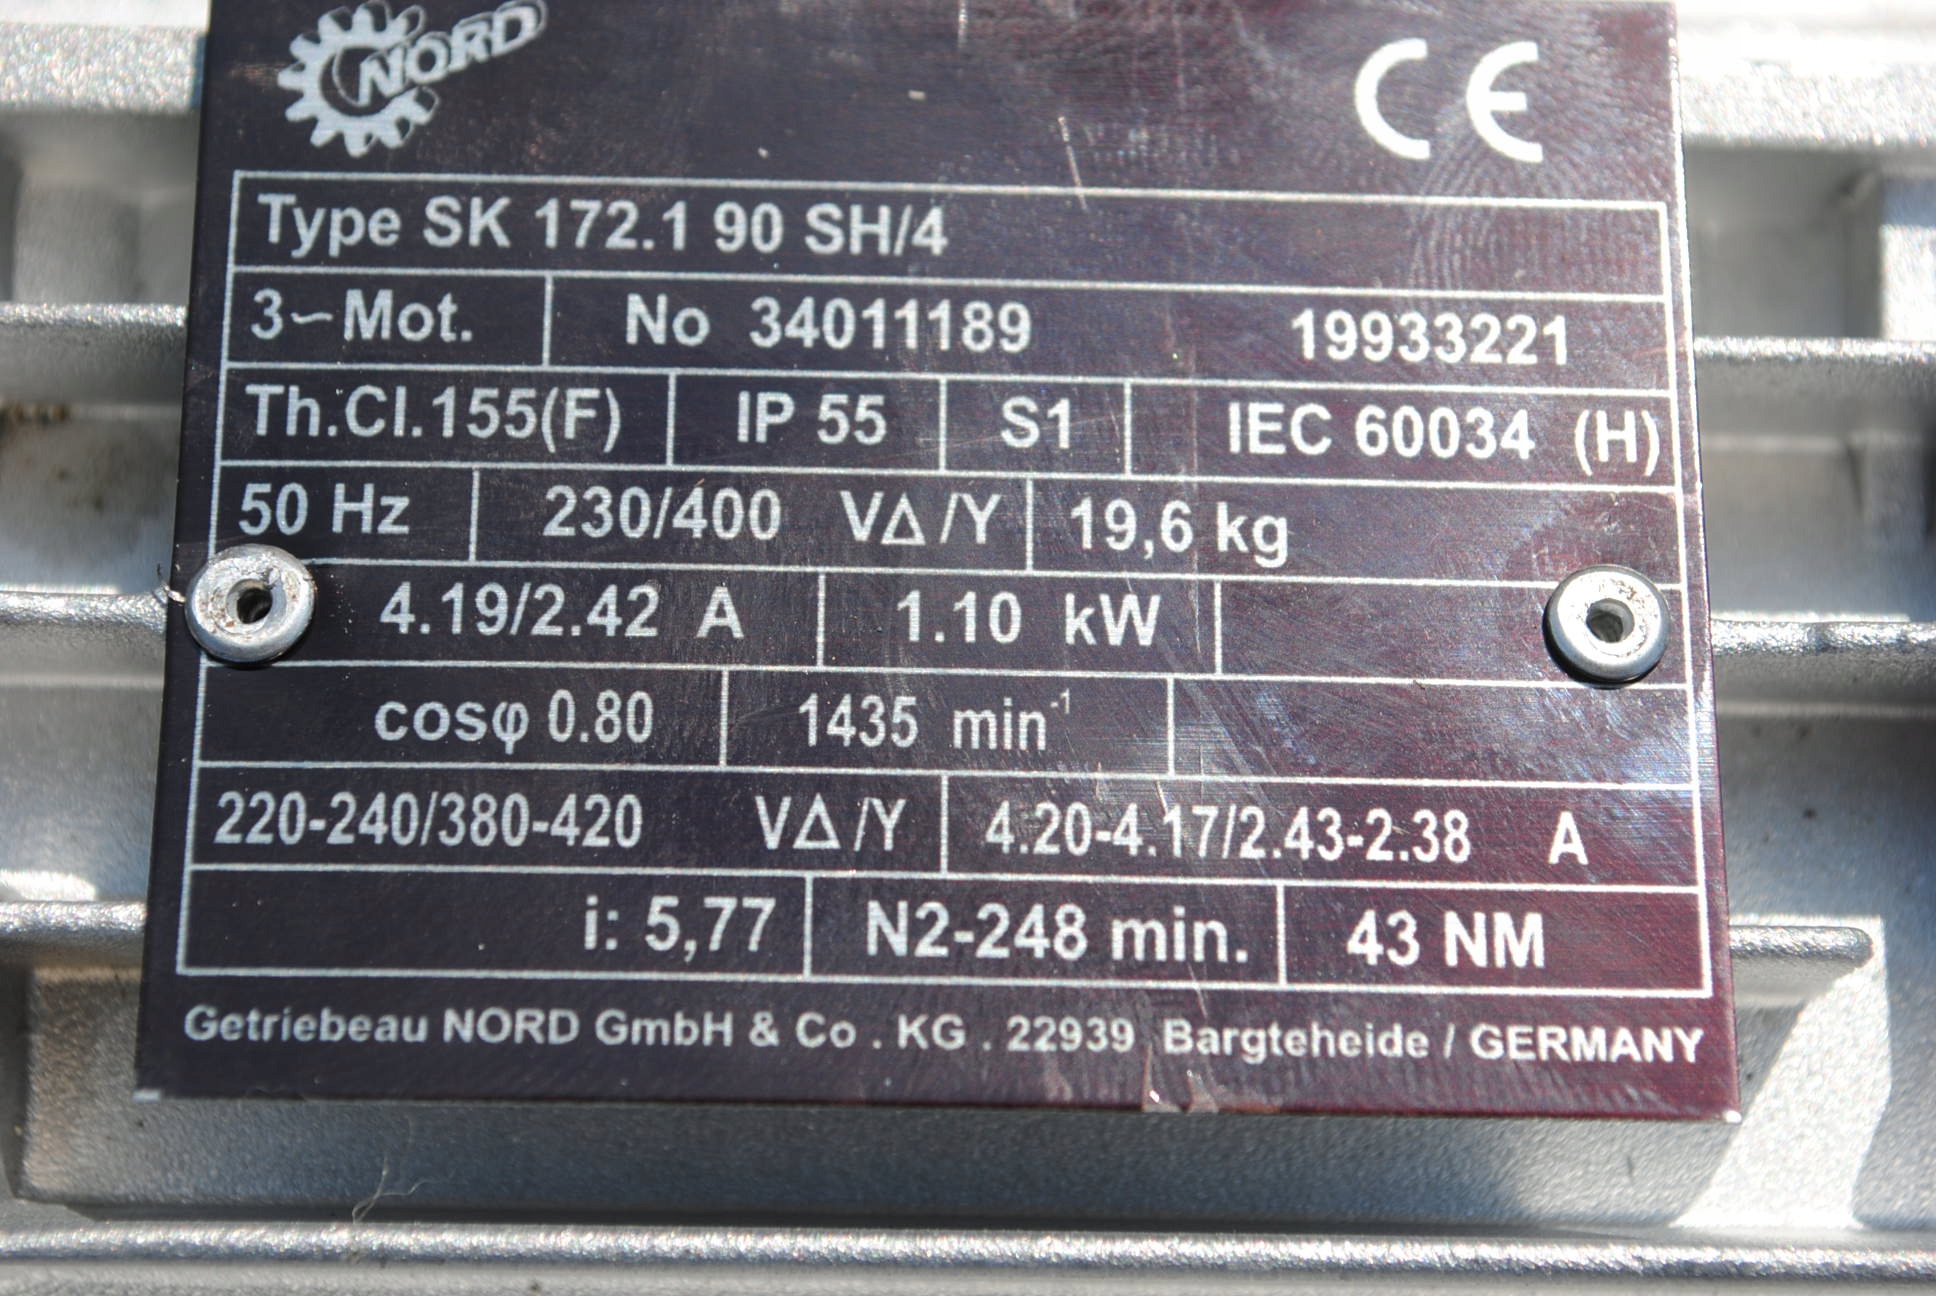 NORD
CE
Type SK 172.1 90 SH/4
3~Mot. No 34011189 19933221
Th.Cl.155(F) IP 55 S1 IEC 60034 (H)
50 Hz 230/400 VΔ/Y 19,6 kg
4.19/2.42 A 1.10 kW
cosφ 0.80 1435 min-1
220-240/380-420 VΔ/Y 4.20-4.17/2.43-2.38 A
i: 5,77 N2-248 min. 43 NM
Getriebeau NORD GmbH & Co . KG . 22939 Bargteheide / GERMANY